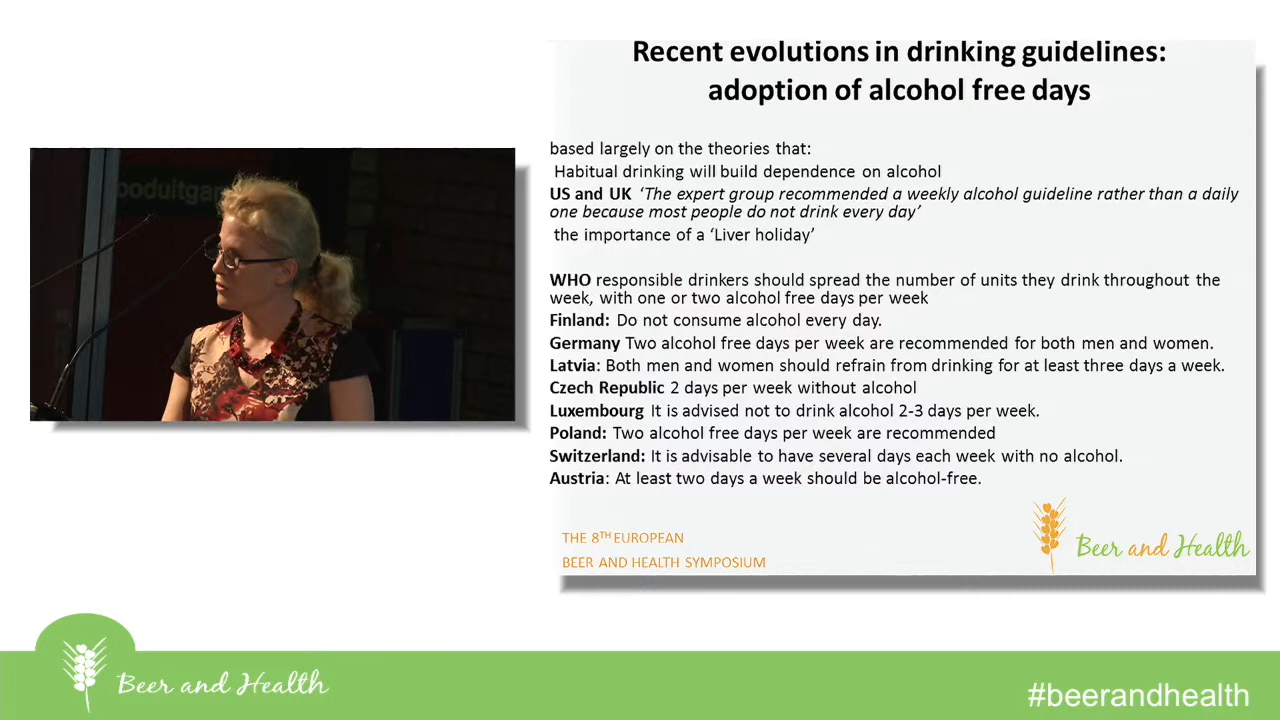 Recent evolutions in drinking guidelines:
adoption of alcohol free days
based largely on the theories that:
Habitual drinking will build dependence on alcohol
US and UK ‘The expert group recommended a weekly alcohol guideline rather than a daily
one because most people do not drink every day’
the importance of a ‘Liver holiday’
WHO responsible drinkers should spread the number of units they drink throughout the
week, with one or two alcohol free days per week
Finland: Do not consume alcohol every day.
Germany Two alcohol free days per week are recommended for both men and women.
Latvia: Both men and women should refrain from drinking for at least three days a week.
Czech Republic 2 days per week without alcohol
Luxembourg It is advised not to drink alcohol 2-3 days per week.
Poland: Two alcohol free days per week are recommended
Switzerland: It is advisable to have several days each week with no alcohol.
Austria: At least two days a week should be alcohol-free.
THE 8TH EUROPEAN
BEER AND HEALTH SYMPOSIUM
Beer and Health
Beer and Health
#beerandhealth